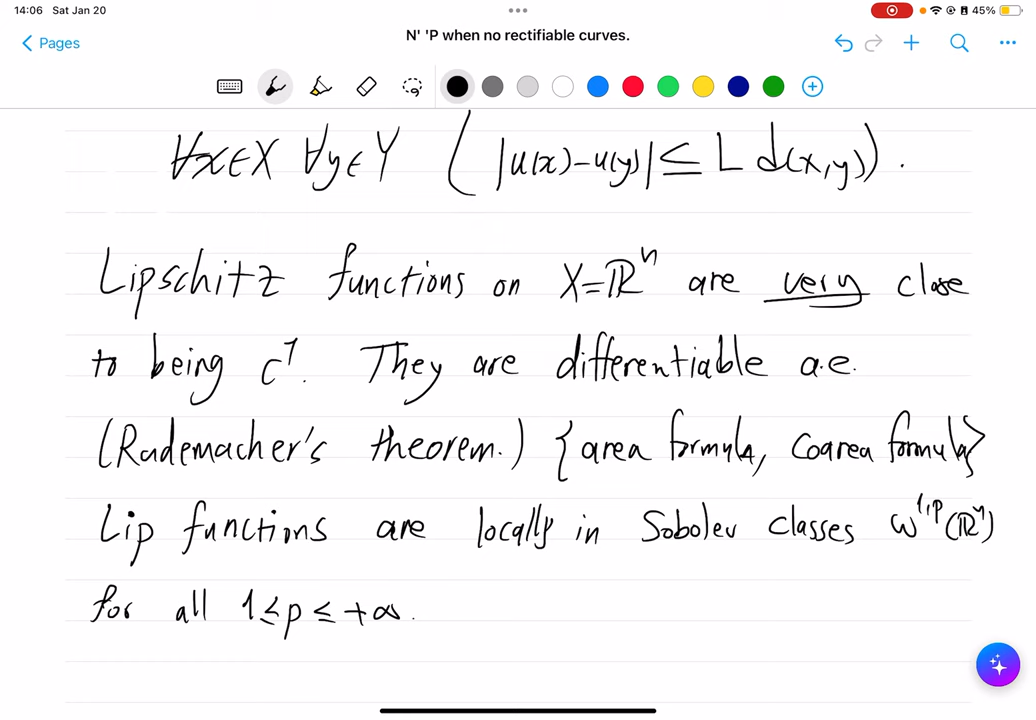 14:06 Sat Jan 20 45%
Pages
N' 'P when no rectifiable curves.
∀x∈X ∀y∈Y ( |u(x)-u(y)| ≤ L d(x,y)).
Lipschitz functions on X=ℝⁿ are very close
to being C¹. They are differentiable a.e.
(Rademacher's theorem.) {area formula, coarea formula}
Lip functions are locally in Sobolev classes W^{1,p}(ℝⁿ)
for all 1≤p≤+∞.